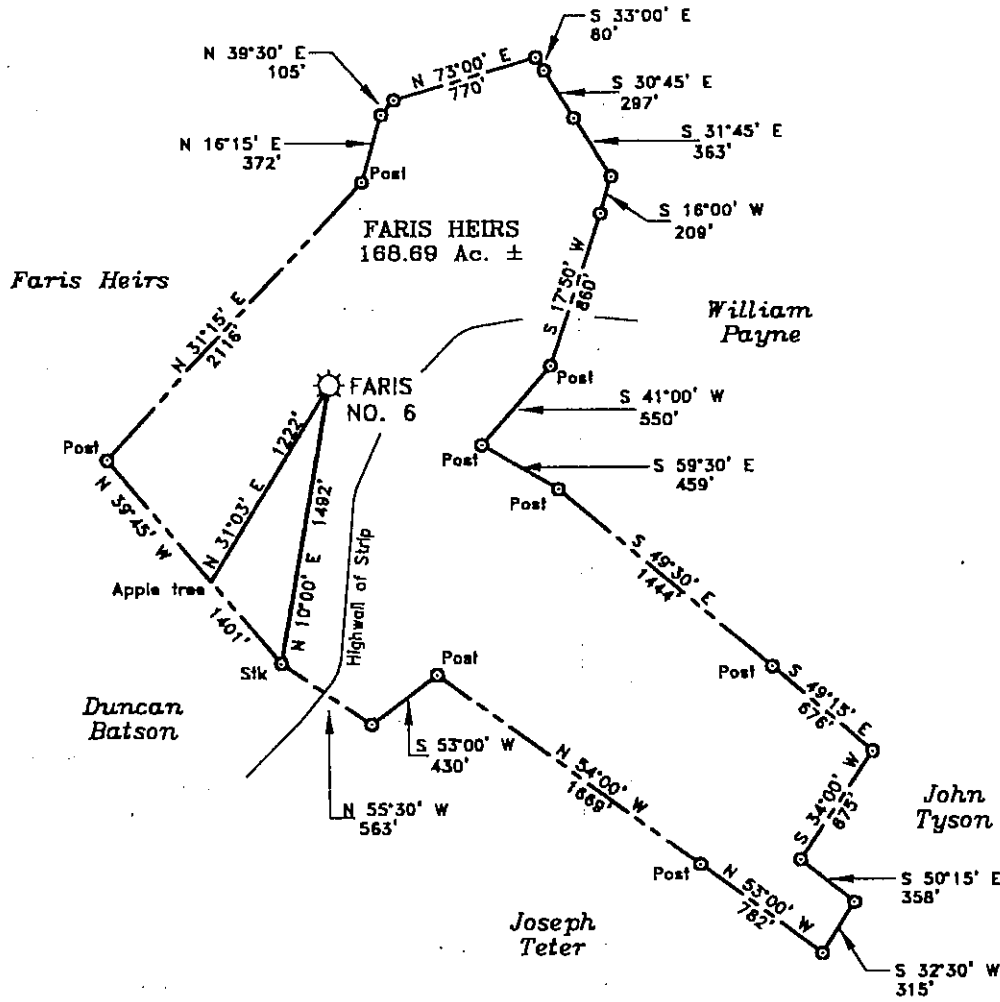 S 33°00' E
80'
N 39°30' E
105'
N 73°00' E
770'
S 30°45' E
297'
S 31°45' E
363'
N 16°15' E
372'
Post
S 16°00' W
209'
FARIS HEIRS
168.69 Ac. ±
Faris Heirs
S 17°50' W
860'
William
Payne
N 31°15' E
2116'
Post
FARIS
NO. 6
S 41°00' W
550'
Post
Post
S 59°30' E
459'
Post
N 31°03' E 1222'
N 10°00' E 1492'
N 39°45' W
1401'
Apple tree
Highwall of Strip
S 49°30' E
1444'
Stk
Post
Post
S 49°15' E
676'
Duncan
Batson
S 53°00' W
430'
N 55°30' W
563'
N 54°00' W
1669'
S 34°00' W
675'
John
Tyson
Post
N 53°00' W
782'
S 50°15' E
358'
Joseph
Teter
S 32°30' W
315'